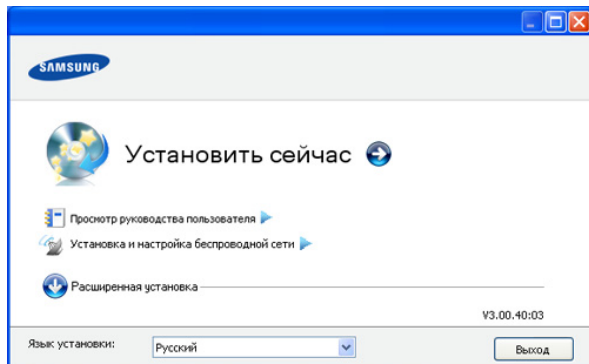 SAMSUNG
Установить сейчас
Просмотр руководства пользователя
Установка и настройка беспроводной сети
Расширенная установка
V3.00.40:03
Язык установки: Русский Выход